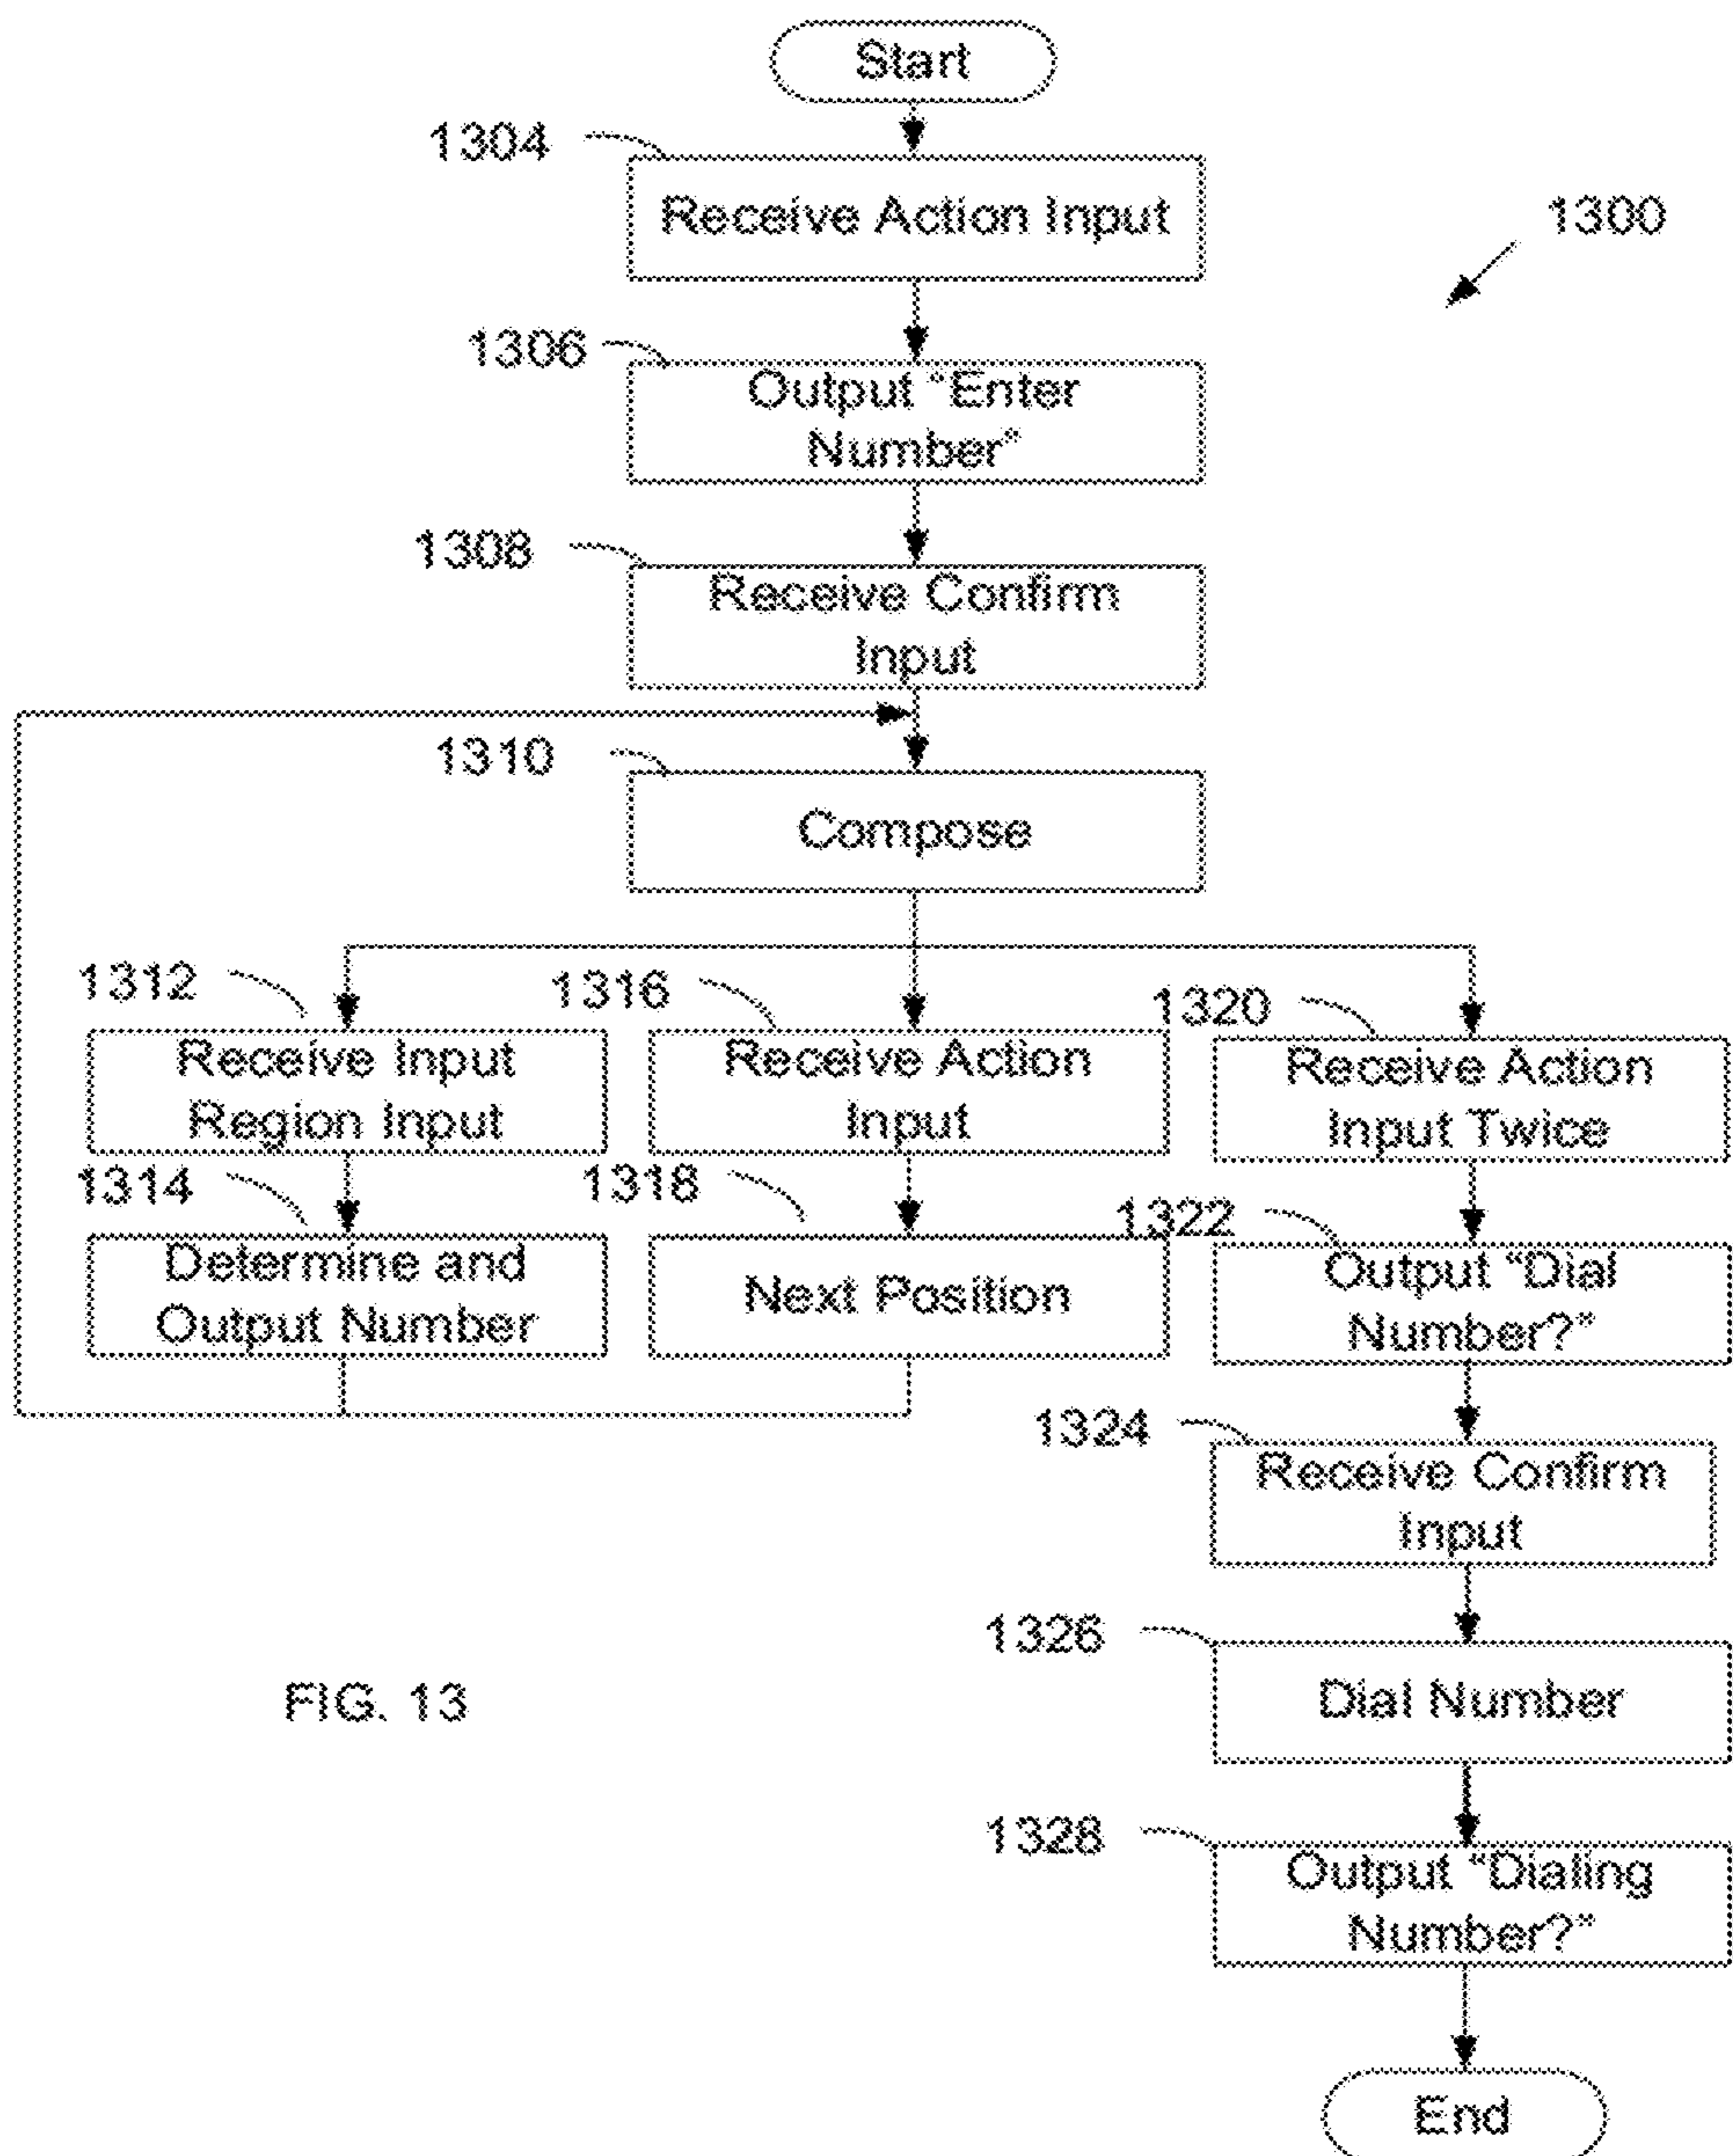 Start
1304
Receive Action Input
1300
1306
Output "Enter
Number"
1308
Receive Confirm
Input
1310
Compose
1312
Receive Input
Region Input
1316
Receive Action
Input
1320
Receive Action
Input Twice
1314
Determine and
Output Number
1318
Next Position
1322
Output "Dial
Number?"
1324
Receive Confirm
Input
1326
Dial Number
1328
Output "Dialing
Number?"
End
FIG. 13